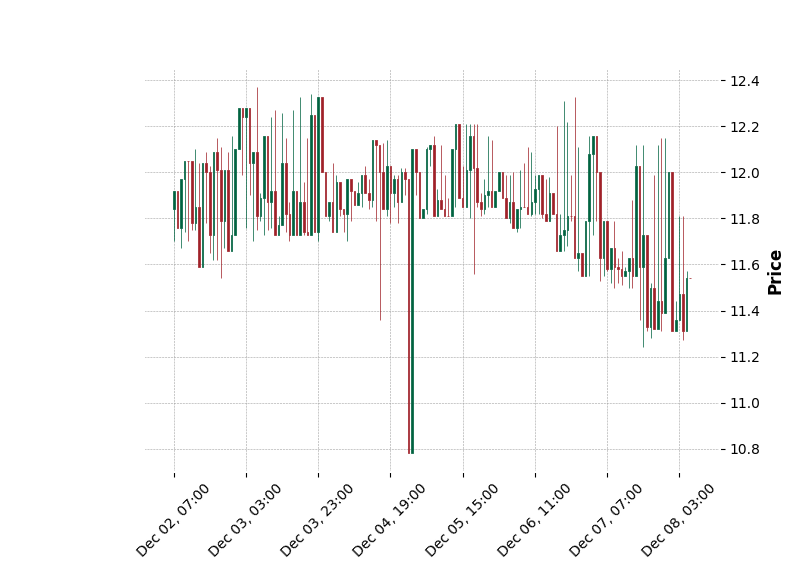 12.4
12.2
12.0
11.8
11.6
11.4
11.2
11.0
10.8
Price
Dec 02, 07:00
Dec 03, 03:00
Dec 03, 23:00
Dec 04, 19:00
Dec 05, 15:00
Dec 06, 11:00
Dec 07, 07:00
Dec 08, 03:00